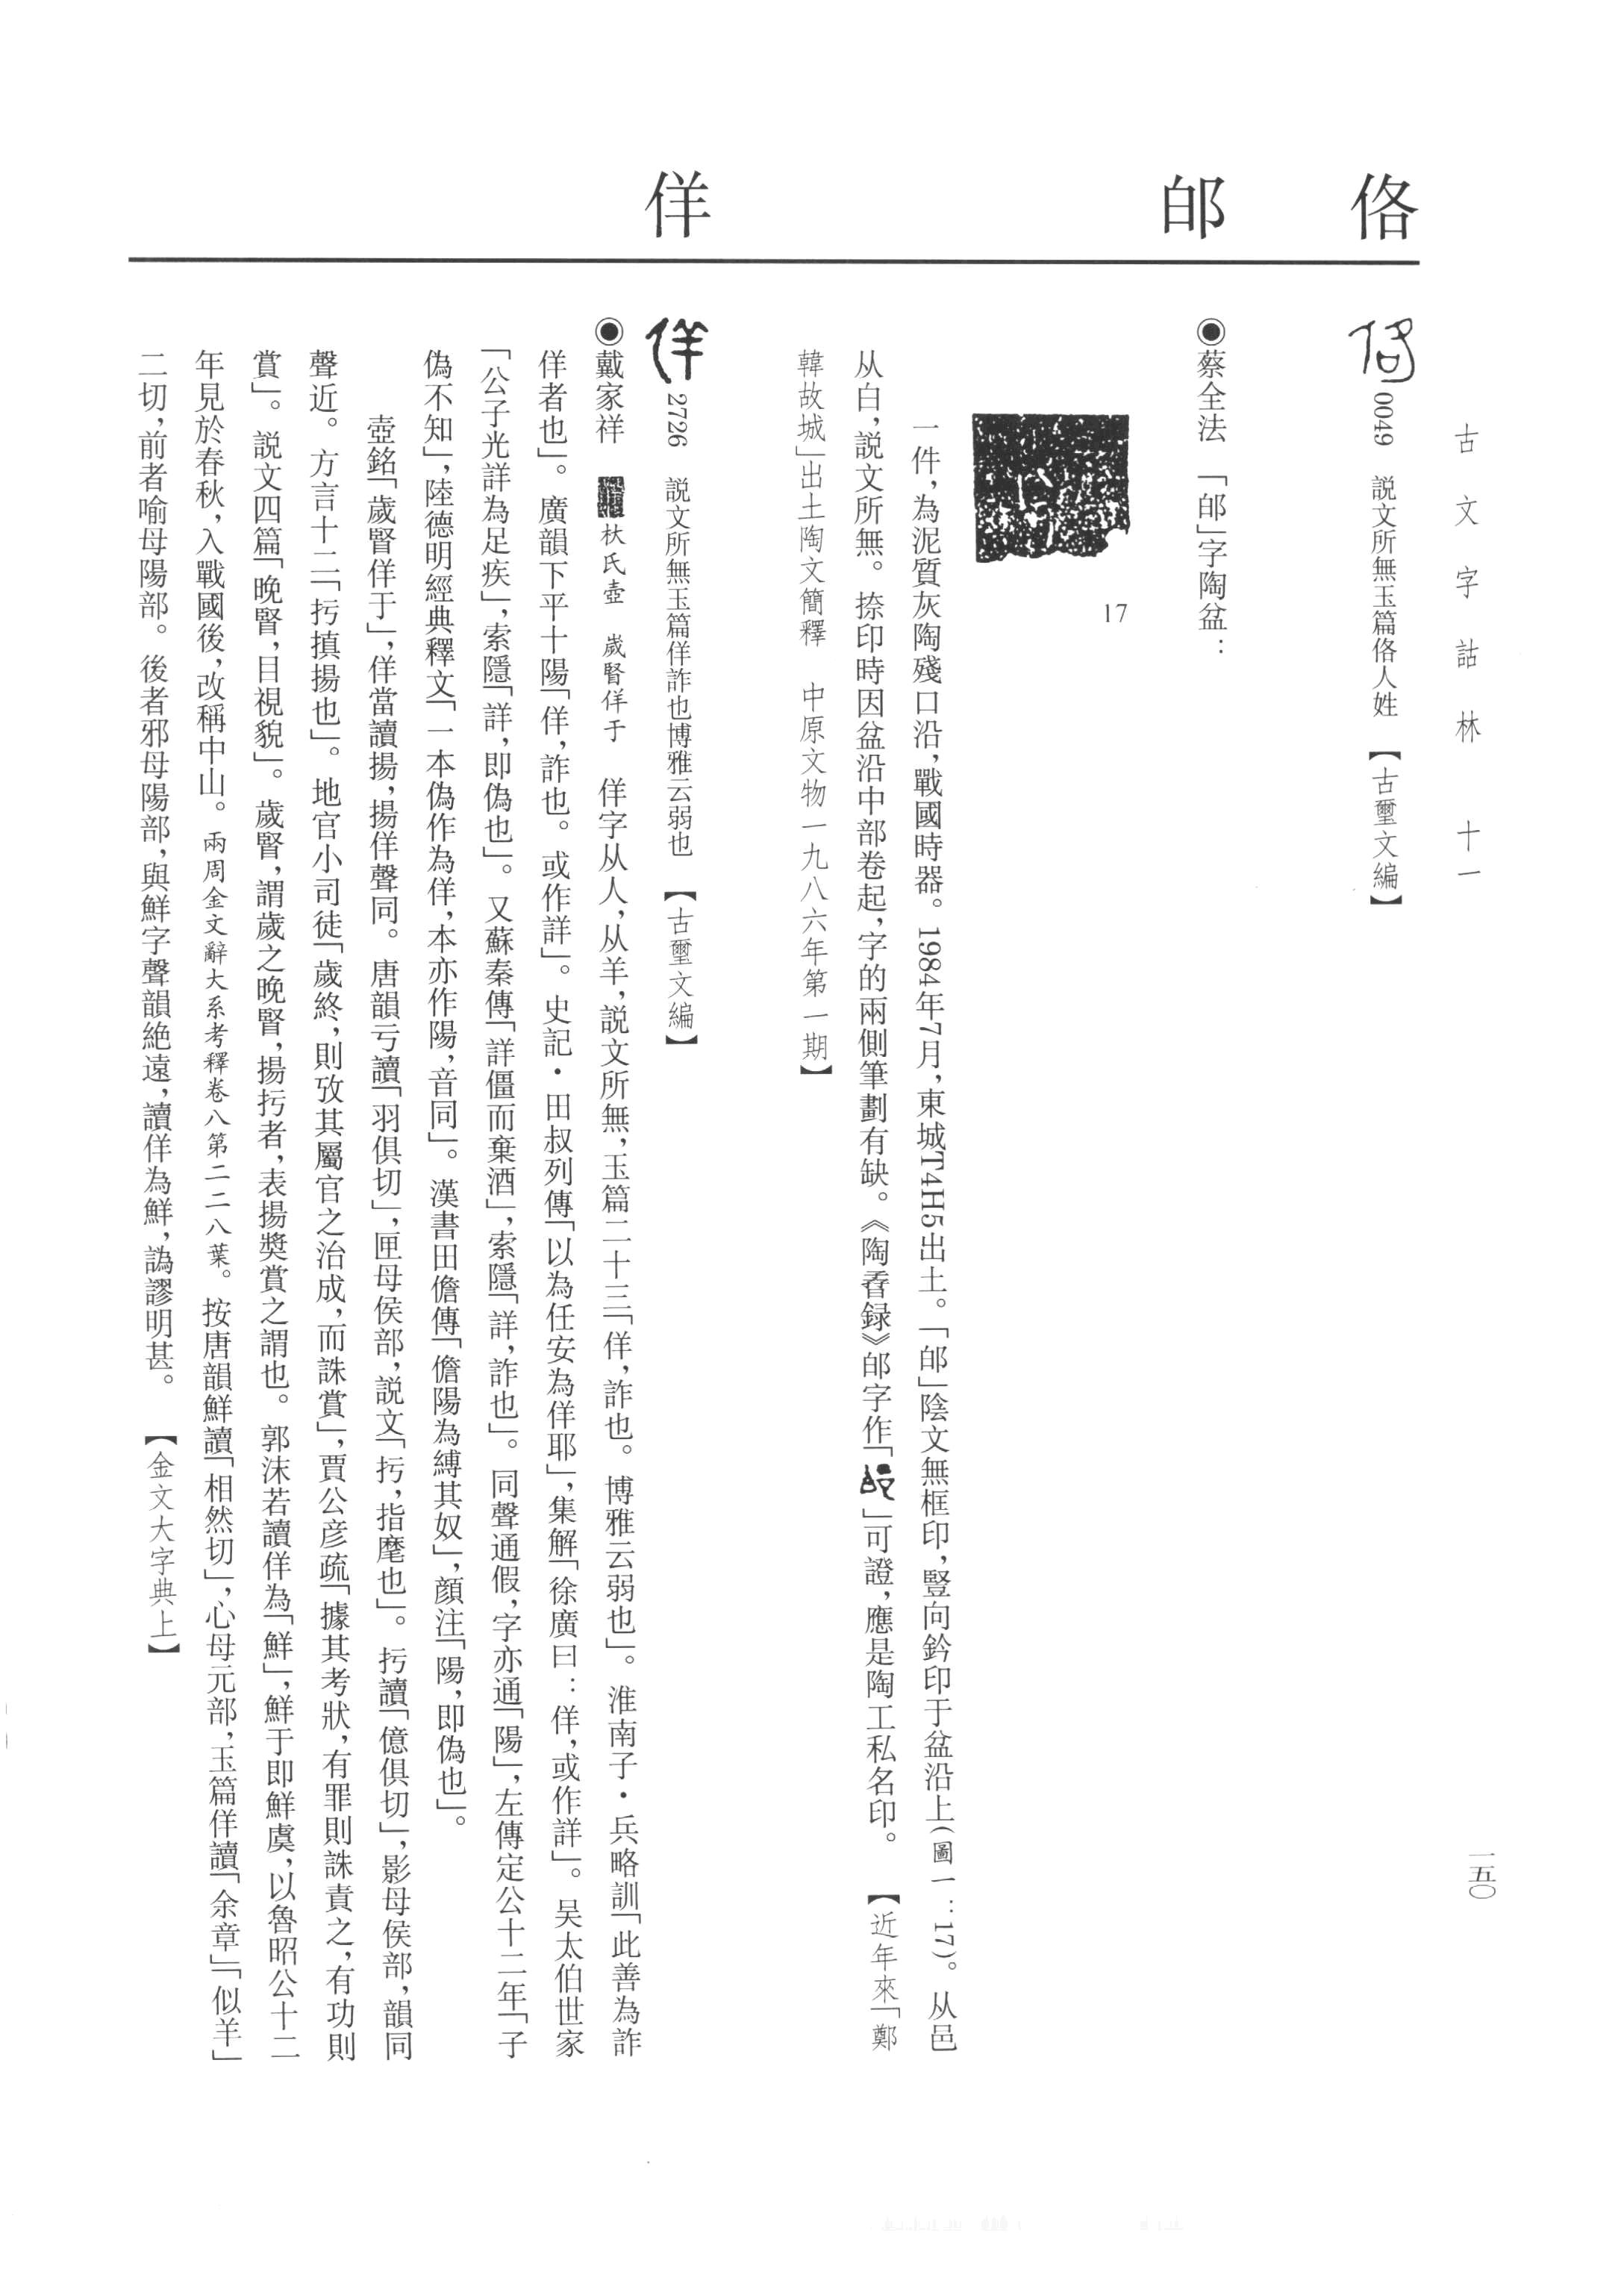 古文字詁林 十一
一五〇
佫
郋
佯
0049 説文所無玉篇佫人姓 【古璽文編】
◉蔡全法 「郋」字陶盆：
17
一件，為泥質灰陶殘口沿，戰國時器。1984年7月，東城T4H5出土。「郋」陰文無框印，豎向鈐印于盆沿上（圖一：17）。从邑
从白，説文所無。捺印時因盆沿中部卷起，字的兩側筆劃有缺。《陶㫗録》郋字作「」可證，應是陶工私名印。 【近年來「鄭
韓故城」出土陶文簡釋 中原文物一九八六年第一期】
2726 説文所無玉篇佯詐也博雅云弱也 【古璽文編】
◉戴家祥 杕氏壺 歲賢佯于 佯字从人，从羊，説文所無，玉篇二十三「佯，詐也。博雅云弱也」。淮南子·兵略訓「此善為詐
佯者也」。廣韻下平十陽「佯，詐也。或作詳」。史記·田叔列傳「以為任安為佯耶」，集解「徐廣曰：佯，或作詳」。吴太伯世家
「公子光詳為足疾」，索隱「詳，即偽也」。又蘇秦傳「詳僵而棄酒」，索隱「詳，詐也」。同聲通假，字亦通「陽」，左傳定公十二年「子
偽不知」，陸德明經典釋文「一本偽作為佯，本亦作陽，音同」。漢書田儋傳「儋陽為縛其奴」，顔注「陽，即偽也」。
壺銘「歲賢佯于」，佯當讀揚，揚佯聲同。唐韻亏讀「羽俱切」，匣母侯部，説文「扝，指麾也」。扝讀「億俱切」，影母侯部，韻同
聲近。方言十二「扝搷揚也」。地官小司徒「歲終，則攷其屬官之治成，而誅賞」，賈公彦疏「據其考狀，有罪則誅責之，有功則
賞」。説文四篇「晚賢，目視貌」。歲賢，謂歲之晚賢，揚扝者，表揚奬賞之謂也。郭沫若讀佯為「鮮」，鮮于即鮮虞，以魯昭公十二
年見於春秋，入戰國後，改稱中山。兩周金文辭大系考釋卷八第二二八葉。按唐韻鮮讀「相然切」，心母元部，玉篇佯讀「余章」「似羊」
二切，前者喻母陽部。後者邪母陽部，與鮮字聲韻絶遠，讀佯為鮮，譌謬明甚。 【金文大字典上】